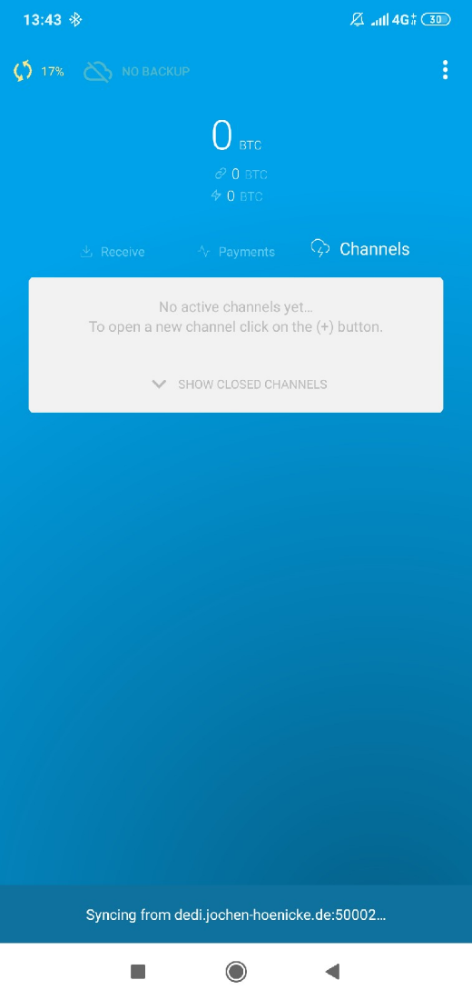 13:43 4G 30
17% NO BACKUP
0 BTC
0 BTC
0 BTC
Receive Payments Channels
No active channels yet...
To open a new channel click on the (+) button.
SHOW CLOSED CHANNELS
Syncing from dedi.jochen-hoenicke.de:50002...